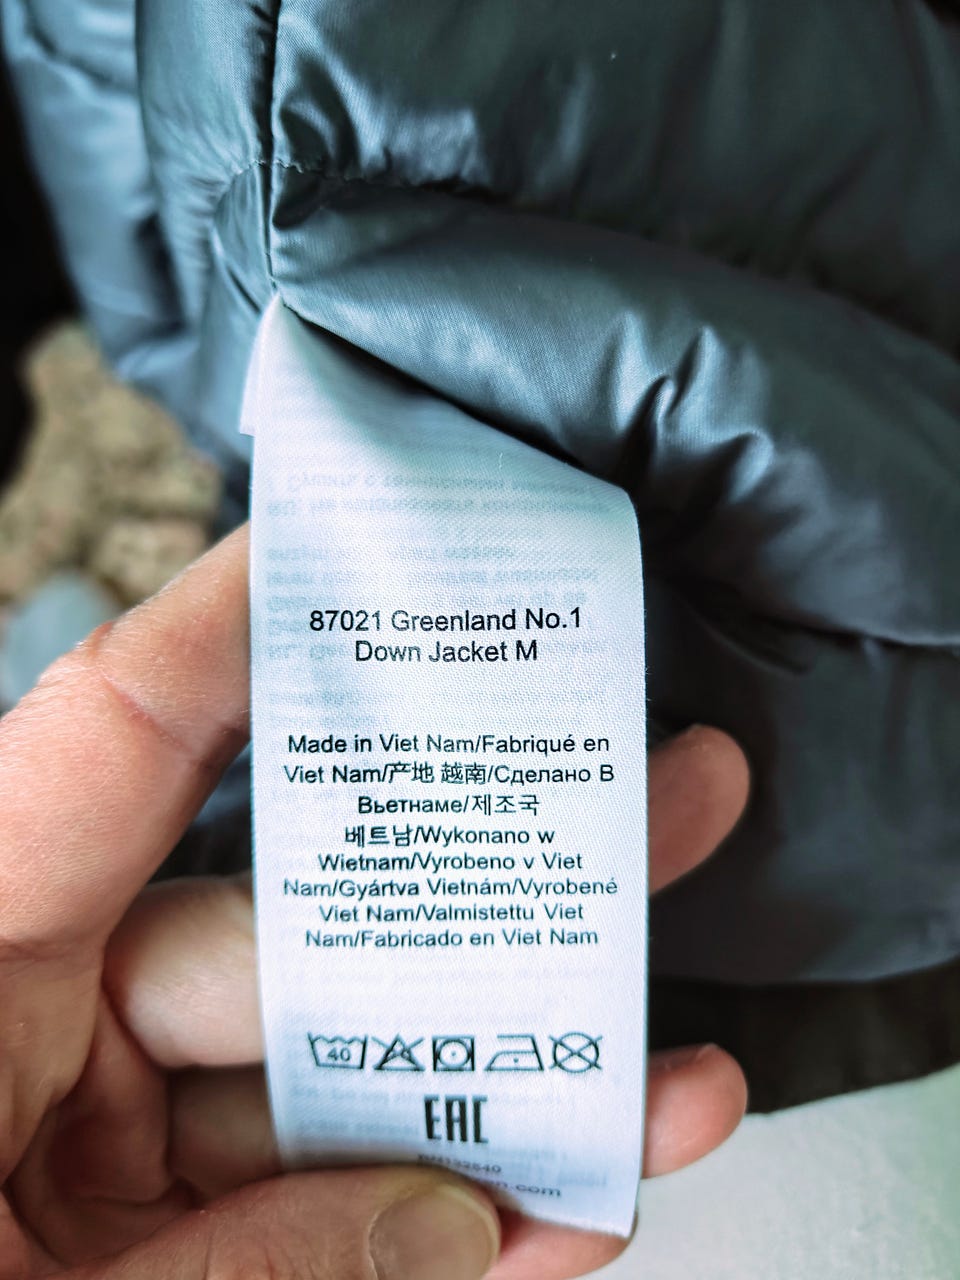 87021 Greenland No.1
Down Jacket M
Made in Viet Nam/Fabriqué en
Viet Nam/产地 越南/Сделано В
Вьетнаме/제조국
베트남/Wykonano w
Wietnam/Vyrobeno v Viet
Nam/Gyártva Vietnám/Vyrobené
Viet Nam/Valmistettu Viet
Nam/Fabricado en Viet Nam
40
EAC